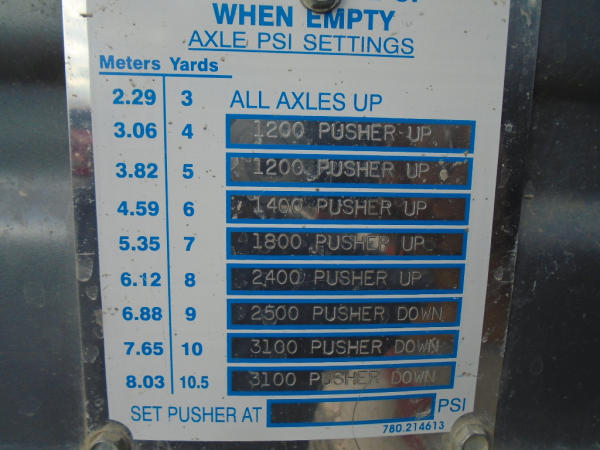 WHEN EMPTY
AXLE PSI SETTINGS
Meters Yards
2.29 3 ALL AXLES UP
3.06 4 1200 PUSHER UP
3.82 5 1200 PUSHER UP
4.59 6 1400 PUSHER UP
5.35 7 1800 PUSHER UP
6.12 8 2400 PUSHER UP
6.88 9 2500 PUSHER DOWN
7.65 10 3100 PUSHER DOWN
8.03 10.5 3100 PUSHER DOWN
SET PUSHER AT PSI
780.214613